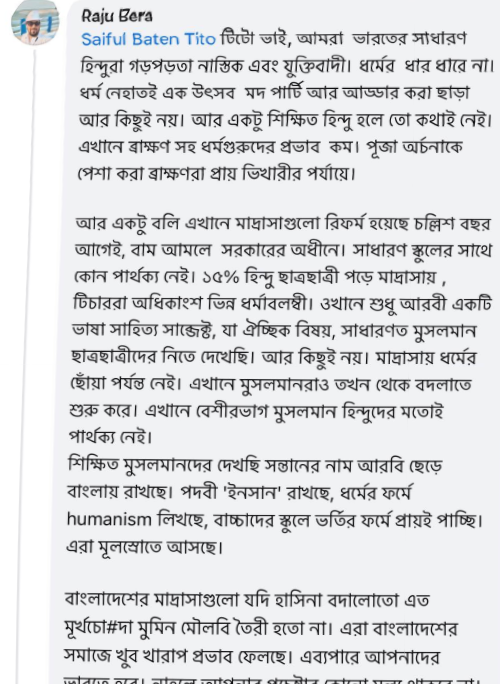 Raju Bera
Saiful Baten Tito টিটো ভাই, আমরা ভারতের সাধারণ
হিন্দুরা গড়পড়তা নাস্তিক এবং যুক্তিবাদী। ধর্মের ধার ধারে না।
ধর্ম নেহাতই এক উৎসব মদ পার্টি আর আড্ডার করা ছাড়া
আর কিছুই নয়। আর একটু শিক্ষিত হিন্দু হলে তো কথাই নেই।
এখানে ব্রাক্ষণ সহ ধর্মগুরুদের প্রভাব কম। পূজা অর্চনাকে
পেশা করা ব্রাক্ষণরা প্রায় ভিখারীর পর্যায়ে।
আর একটু বলি এখানে মাদ্রাসাগুলো রিফর্ম হয়েছে চল্লিশ বছর
আগেই, বাম আমলে সরকারের অধীনে। সাধারণ স্কুলের সাথে
কোন পার্থক্য নেই। ১৫% হিন্দু ছাত্রছাত্রী পড়ে মাদ্রাসায় ,
টিচাররা অধিকাংশ ভিন্ন ধর্মাবলম্বী। ওখানে শুধু আরবী একটি
ভাষা সাহিত্য সাব্জেক্ট, যা ঐচ্ছিক বিষয়, সাধারণত মুসলমান
ছাত্রছাত্রীদের নিতে দেখেছি। আর কিছুই নয়। মাদ্রাসায় ধর্মের
ছোঁয়া পর্যন্ত নেই। এখানে মুসলমানরাও তখন থেকে বদলাতে
শুরু করে। এখানে বেশীরভাগ মুসলমান হিন্দুদের মতোই
পার্থক্য নেই।
শিক্ষিত মুসলমানদের দেখছি সন্তানের নাম আরবি ছেড়ে
বাংলায় রাখছে। পদবী 'ইনসান' রাখছে, ধর্মের ফর্মে
humanism লিখছে, বাচ্চাদের স্কুলে ভর্তির ফর্মে প্রায়ই পাচ্ছি।
এরা মূলস্রোতে আসছে।
বাংলাদেশের মাদ্রাসাগুলো যদি হাসিনা বদালোতো এত
মূর্খচো#দা মুমিন মৌলবি তৈরী হতো না। এরা বাংলাদেশের
সমাজে খুব খারাপ প্রভাব ফেলছে। এব্যপারে আপনাদের